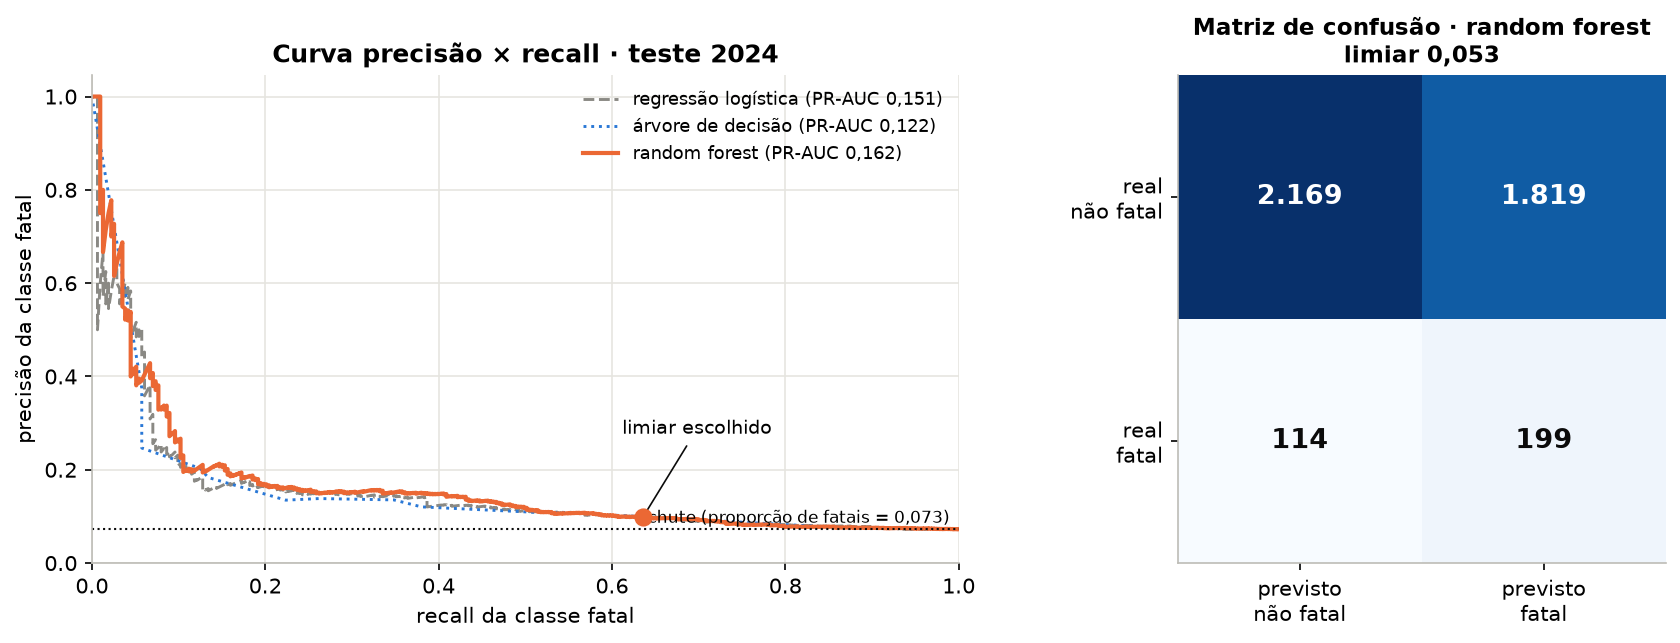 Curva precisão × recall · teste 2024
precisão da classe fatal
1.0
0.8
0.6
0.4
0.2
0.0
regressão logística (PR-AUC 0,151)
árvore de decisão (PR-AUC 0,122)
random forest (PR-AUC 0,162)
limiar escolhido
chute (proporção de fatais = 0,073)
0.0 0.2 0.4 0.6 0.8 1.0
recall da classe fatal
Matriz de confusão · random forest
limiar 0,053
real
não fatal
2.169 1.819
real
fatal
114 199
previsto
não fatal
previsto
fatal